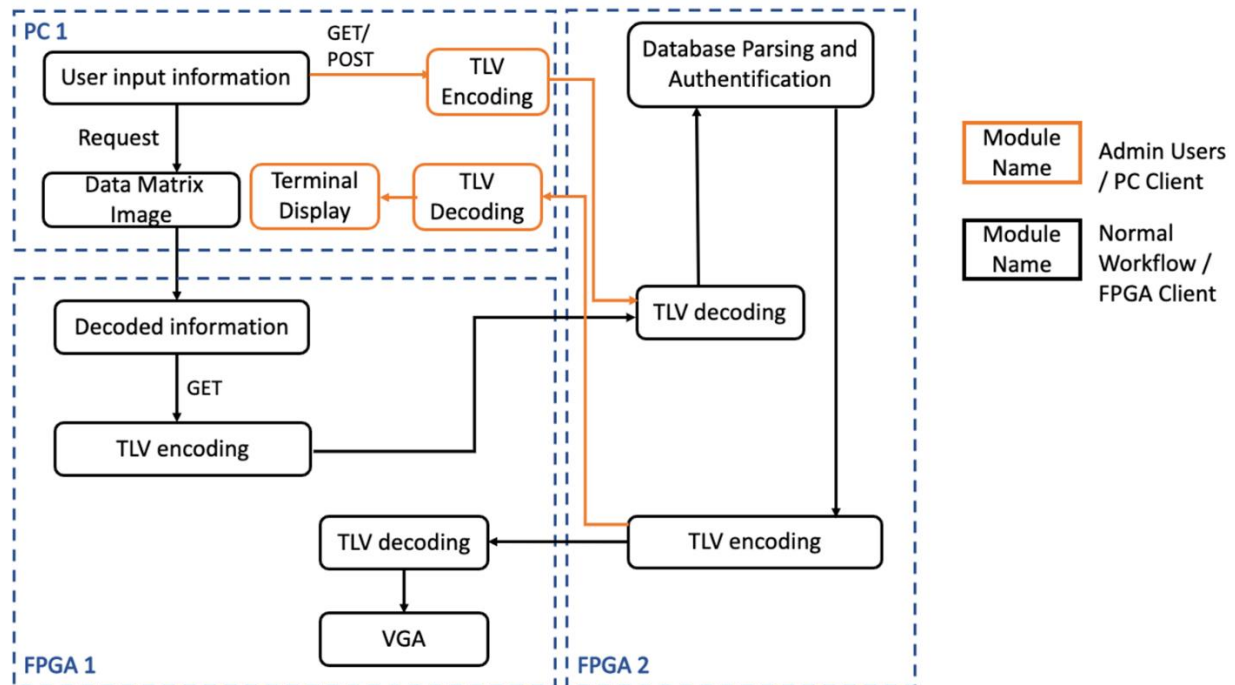 PC 1
GET/
POST
User input information
TLV
Encoding
Request
Data Matrix
Image
Terminal
Display
TLV
Decoding
Decoded information
GET
TLV encoding
TLV decoding
VGA
FPGA 1
Database Parsing and
Authentification
TLV decoding
TLV encoding
FPGA 2
Module
Name
Admin Users
/ PC Client
Module
Name
Normal
Workflow /
FPGA Client